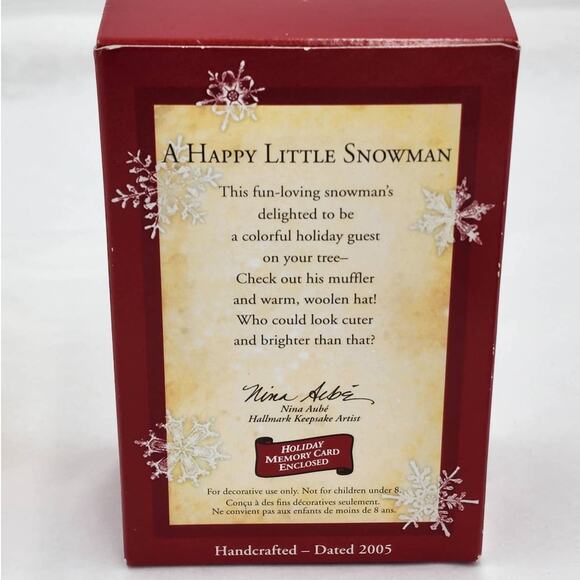 A Happy Little Snowman
This fun-loving snowman's
delighted to be
a colorful holiday guest
on your tree–
Check out his muffler
and warm, woolen hat!
Who could look cuter
and brighter than that?
Nina Aubé
Nina Aubé
Hallmark Keepsake Artist
HOLIDAY
MEMORY CARD
ENCLOSED
For decorative use only. Not for children under 8.
Conçu à des fins décoratives seulement.
Ne convient pas aux enfants de moins de 8 ans.
Handcrafted – Dated 2005